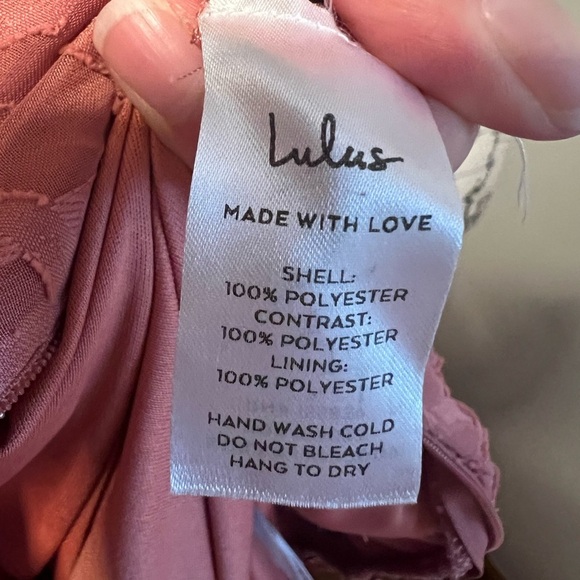 Lulus
MADE WITH LOVE
SHELL:
100% POLYESTER
CONTRAST:
100% POLYESTER
LINING:
100% POLYESTER
HAND WASH COLD
DO NOT BLEACH
HANG TO DRY